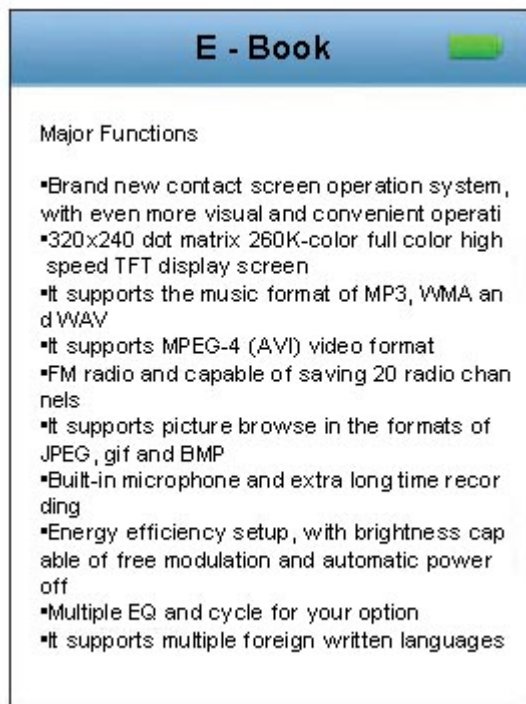 E - Book
Major Functions
▪Brand new contact screen operation system,
with even more visual and convenient operati
▪320x240 dot matrix 260K-color full color high
speed TFT display screen
▪It supports the music format of MP3, WMA an
d WAV
▪It supports MPEG-4 (AVI) video format
▪FM radio and capable of saving 20 radio chan
nels
▪It supports picture browse in the formats of
JPEG, gif and BMP
▪Built-in microphone and extra long time recor
ding
▪Energy efficiency setup, with brightness cap
able of free modulation and automatic power
off
▪Multiple EQ and cycle for your option
▪It supports multiple foreign written languages